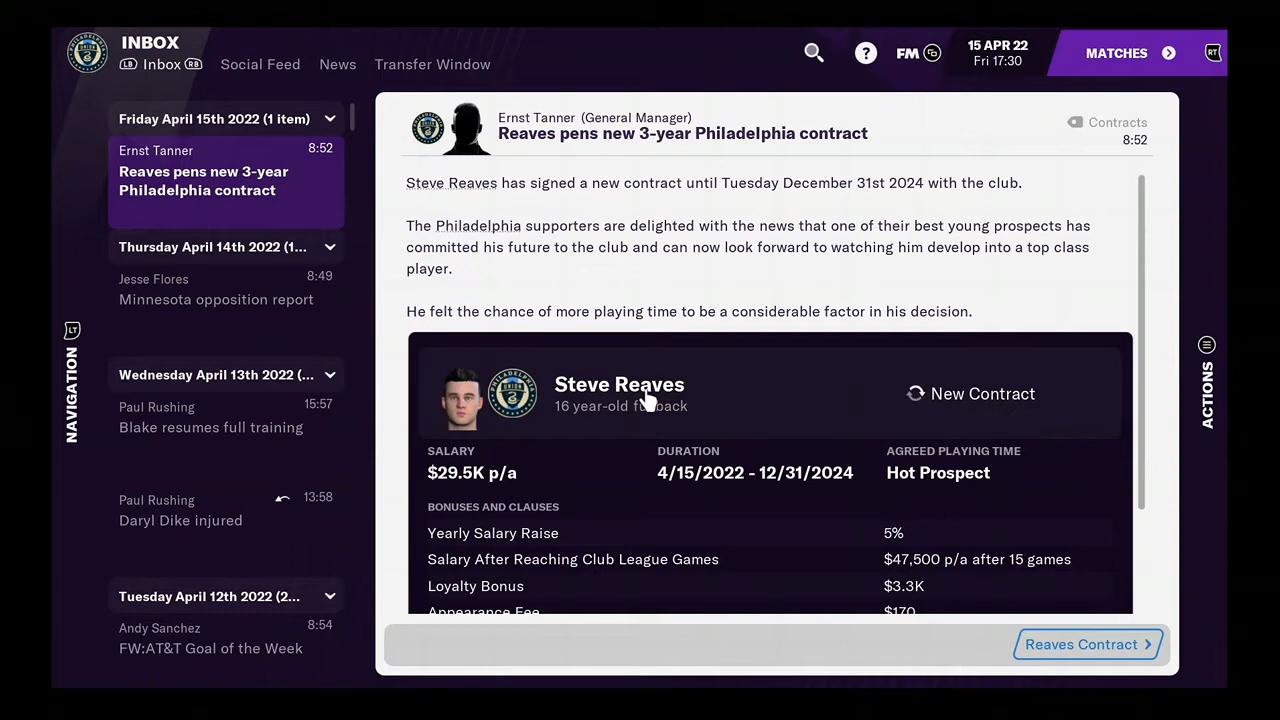 INBOX
LB Inbox RB Social Feed News Transfer Window
?
FM
15 APR 22
Fri 17:30
MATCHES
RT
Friday April 15th 2022 (1 item)
Ernst Tanner 8:52
Reaves pens new 3-year
Philadelphia contract
Thursday April 14th 2022 (1...
Jesse Flores 8:49
Minnesota opposition report
Wednesday April 13th 2022 (...
Paul Rushing 15:57
Blake resumes full training
Paul Rushing 13:58
Daryl Dike injured
Tuesday April 12th 2022 (2...
Andy Sanchez 8:54
FW:AT&T Goal of the Week
LT
NAVIGATION
Ernst Tanner (General Manager)
Reaves pens new 3-year Philadelphia contract
Contracts
8:52
Steve Reaves has signed a new contract until Tuesday December 31st 2024 with the club.
The Philadelphia supporters are delighted with the news that one of their best young prospects has
committed his future to the club and can now look forward to watching him develop into a top class
player.
He felt the chance of more playing time to be a considerable factor in his decision.
Steve Reaves
16 year-old
New Contract
SALARY DURATION AGREED PLAYING TIME
$29.5K p/a 4/15/2022 - 12/31/2024 Hot Prospect
BONUSES AND CLAUSES
Yearly Salary Raise 5%
Salary After Reaching Club League Games $47,500 p/a after 15 games
Loyalty Bonus $3.3K
Appearance Fee $170
Reaves Contract
ACTIONS